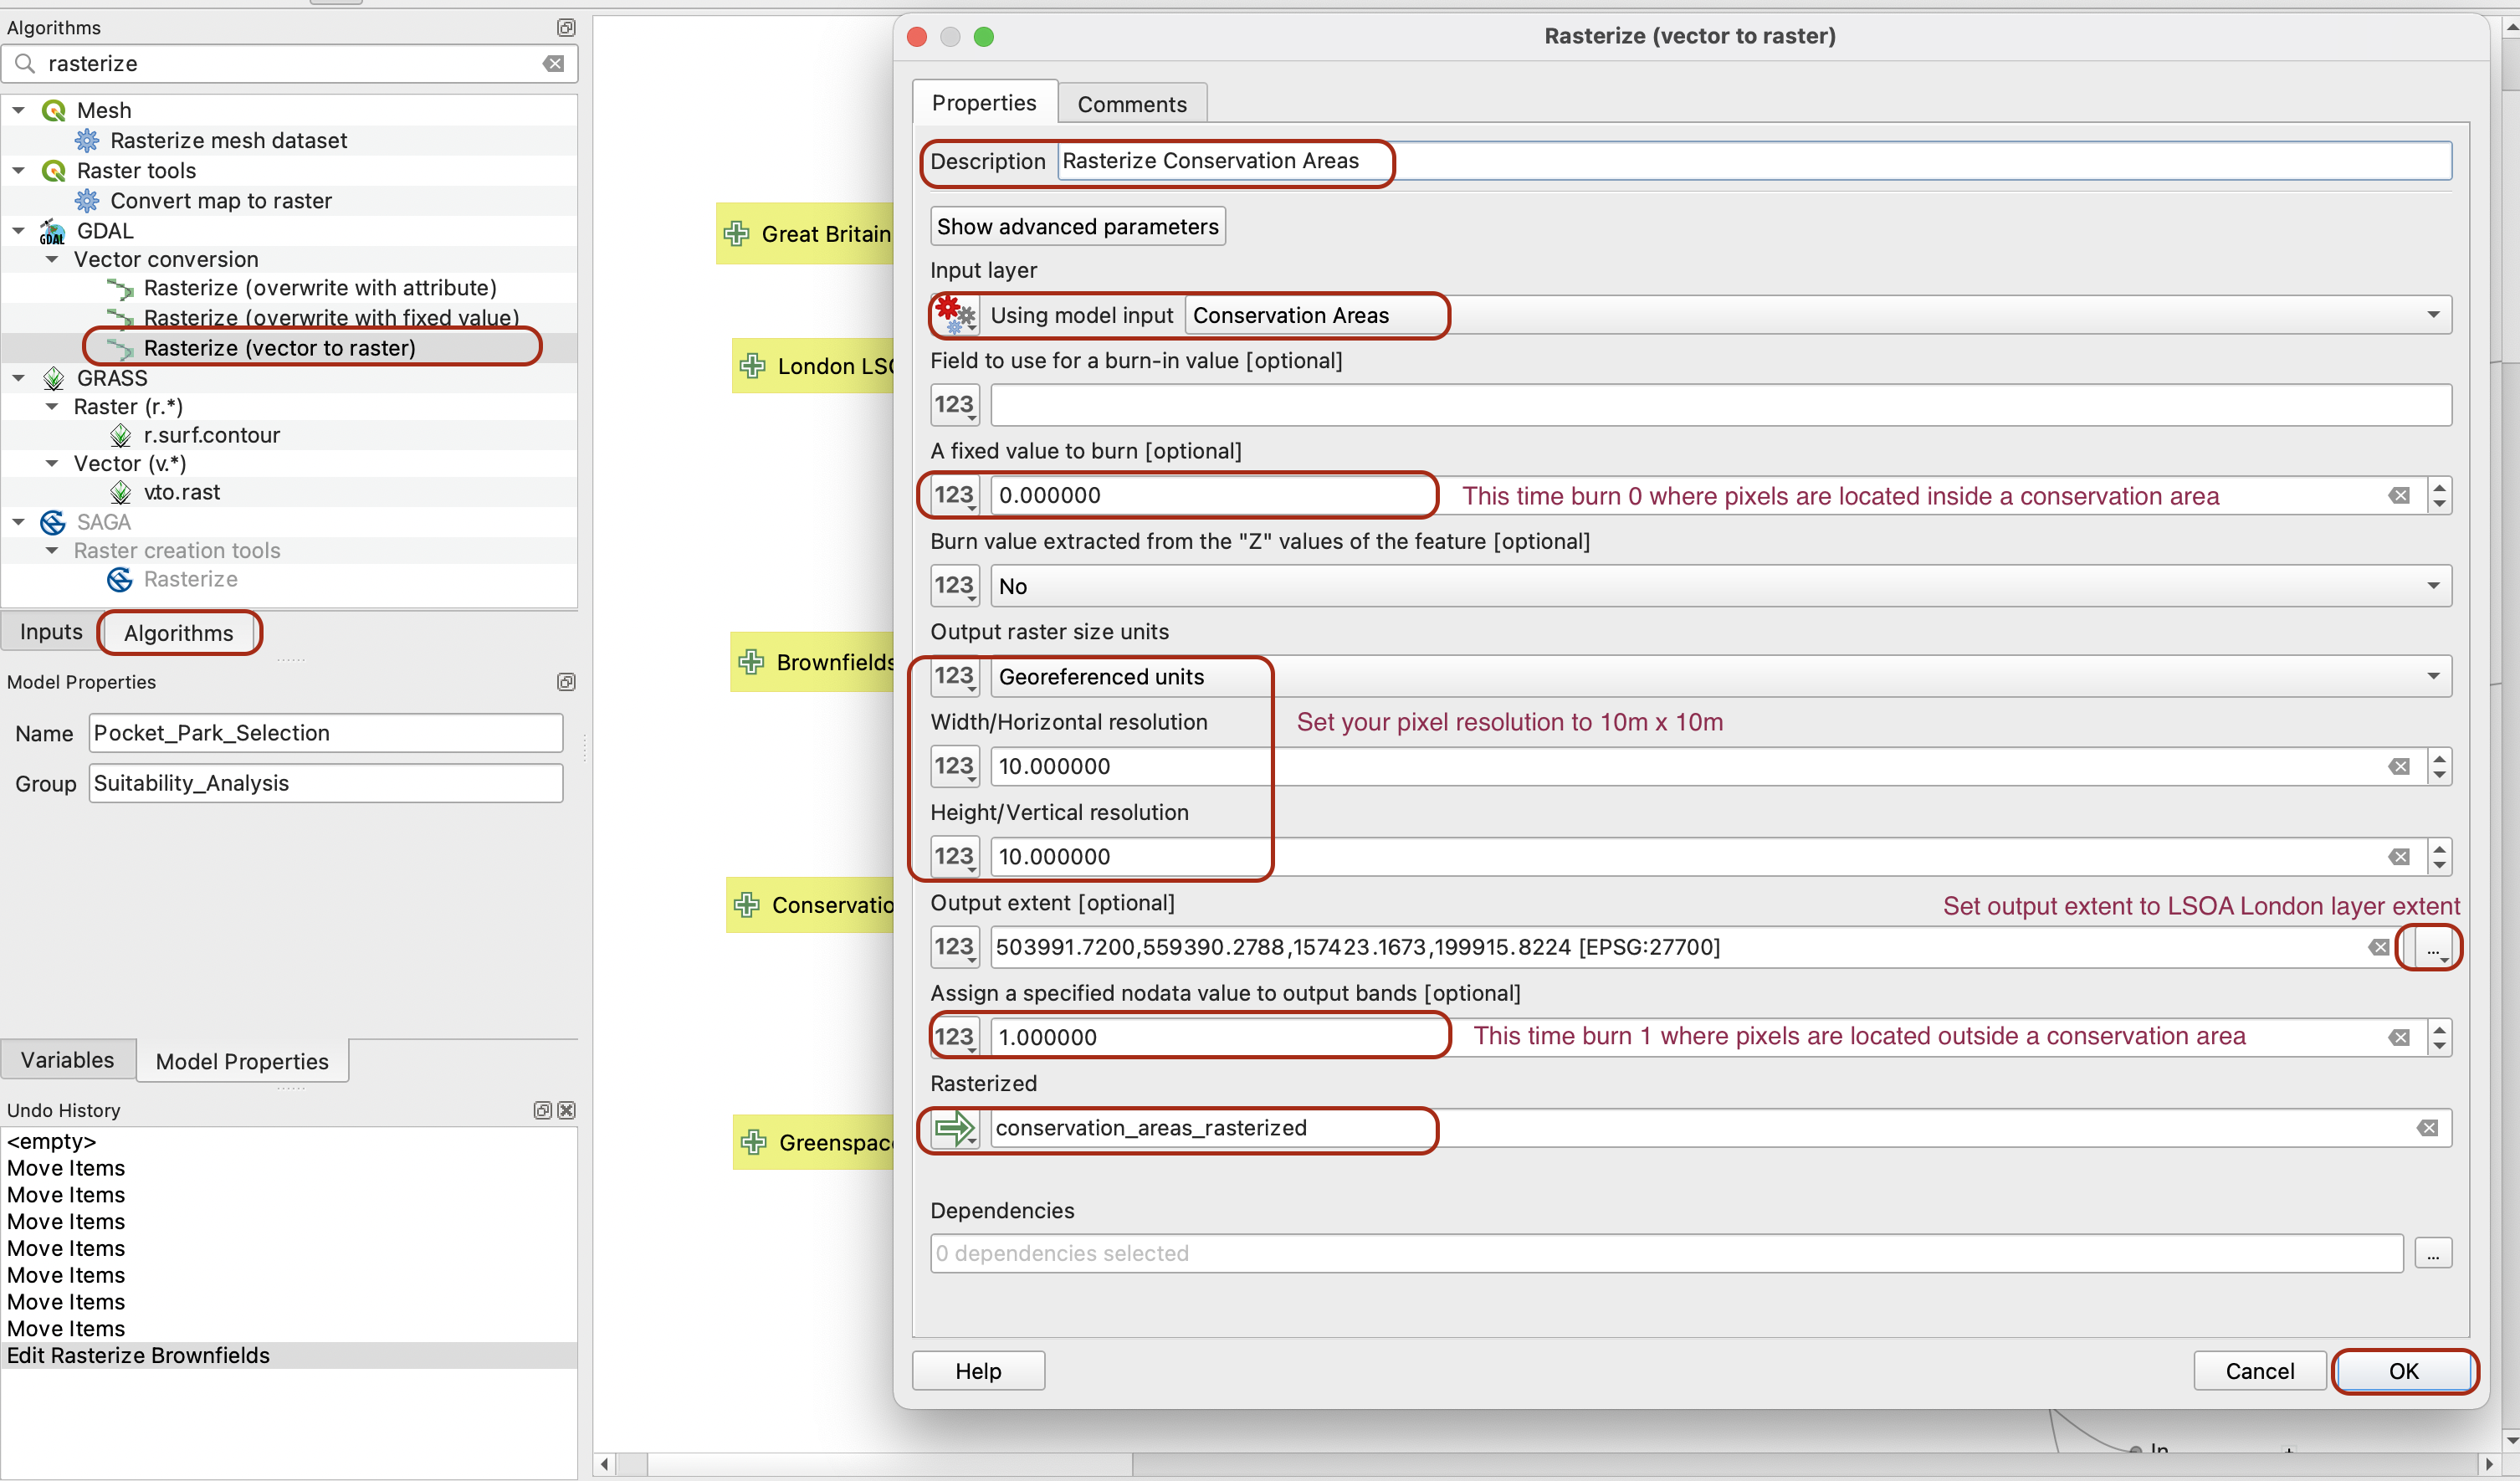 Algorithms
rasterize
Mesh
Rasterize mesh dataset
Raster tools
Convert map to raster
GDAL
GDAL
Vector conversion
Rasterize (overwrite with attribute)
Rasterize (overwrite with fixed value)
Rasterize (vector to raster)
GRASS
Raster (r.*)
r.surf.contour
Vector (v.*)
v.to.rast
SAGA
Raster creation tools
Rasterize
Inputs
Algorithms
Model Properties
Name
Pocket_Park_Selection
Group
Suitability_Analysis
Variables
Model Properties
Undo History
<empty>
Move Items
Move Items
Move Items
Move Items
Move Items
Move Items
Move Items
Edit Rasterize Brownfields
Great Britain
London LSO
Brownfields
Conservatio
Greenspac
Rasterize (vector to raster)
Properties
Comments
Description
Rasterize Conservation Areas
Show advanced parameters
Input layer
Using model input
Conservation Areas
Field to use for a burn-in value [optional]
123
A fixed value to burn [optional]
123
0.000000
This time burn 0 where pixels are located inside a conservation area
Burn value extracted from the "Z" values of the feature [optional]
123
No
Output raster size units
123
Georeferenced units
Width/Horizontal resolution
Set your pixel resolution to 10m x 10m
123
10.000000
Height/Vertical resolution
123
10.000000
Output extent [optional]
Set output extent to LSOA London layer extent
123
503991.7200,559390.2788,157423.1673,199915.8224 [EPSG:27700]
...
Assign a specified nodata value to output bands [optional]
123
1.000000
This time burn 1 where pixels are located outside a conservation area
Rasterized
conservation_areas_rasterized
Dependencies
0 dependencies selected
...
Help
Cancel
OK
In